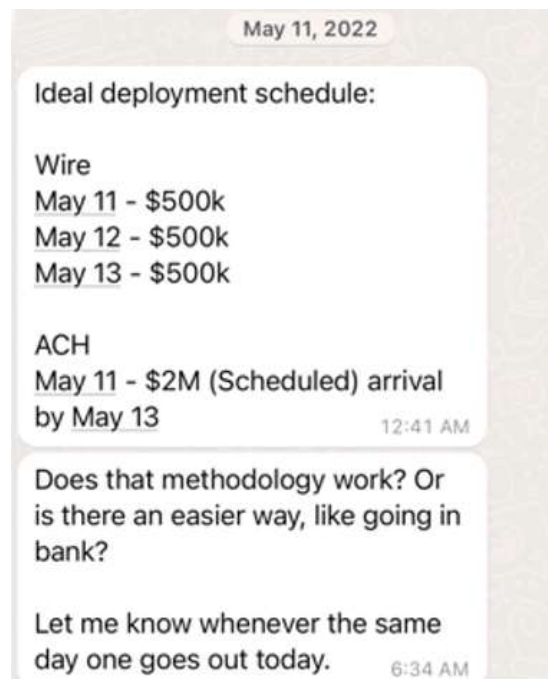 May 11, 2022
Ideal deployment schedule:
Wire
May 11 - $500k
May 12 - $500k
May 13 - $500k
ACH
May 11 - $2M (Scheduled) arrival
by May 13
12:41 AM
Does that methodology work? Or
is there an easier way, like going in
bank?
Let me know whenever the same
day one goes out today.
6:34 AM